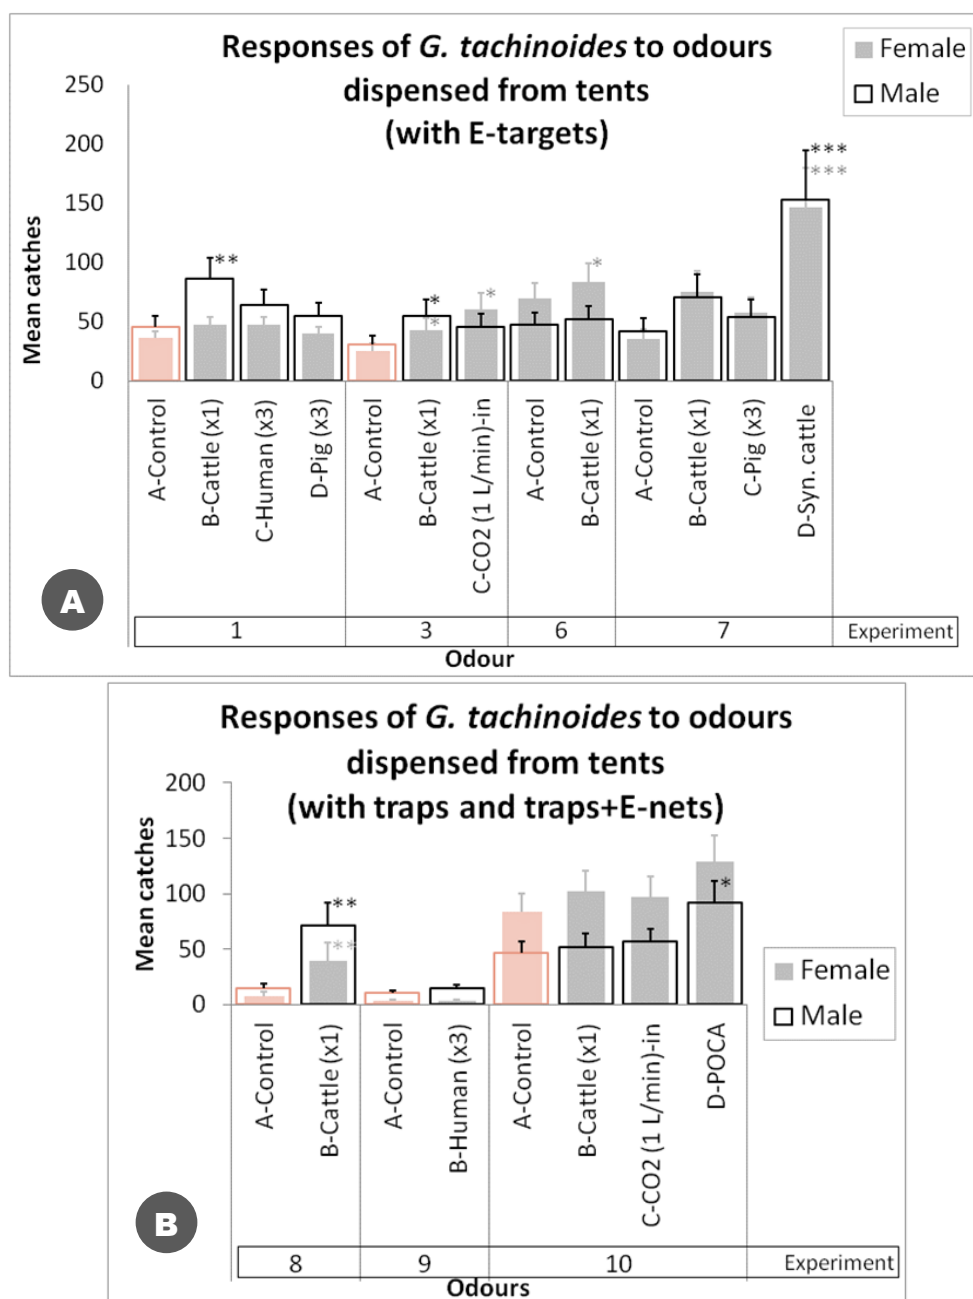 Responses of G. tachinoides to odours
dispensed from tents
(with E-targets)
Female
Male
250
200
150
100
50
0
Mean catches
**
*
*
*
*
***
***
A-Control
B-Cattle (x1)
C-Human (x3)
D-Pig (x3)
A-Control
B-Cattle (x1)
C-CO2 (1 L/min)-in
A-Control
B-Cattle (x1)
A-Control
B-Cattle (x1)
C-Pig (x3)
D-Syn. cattle
A
1 3 6 7 Experiment
Odour
Responses of G. tachinoides to odours
dispensed from tents
(with traps and traps+E-nets)
200
150
100
50
0
Mean catches
**
**
*
Female
Male
A-Control
B-Cattle (x1)
A-Control
B-Human (x3)
A-Control
B-Cattle (x1)
C-CO2 (1 L/min)-in
D-POCA
B
8 9 10 Experiment
Odours